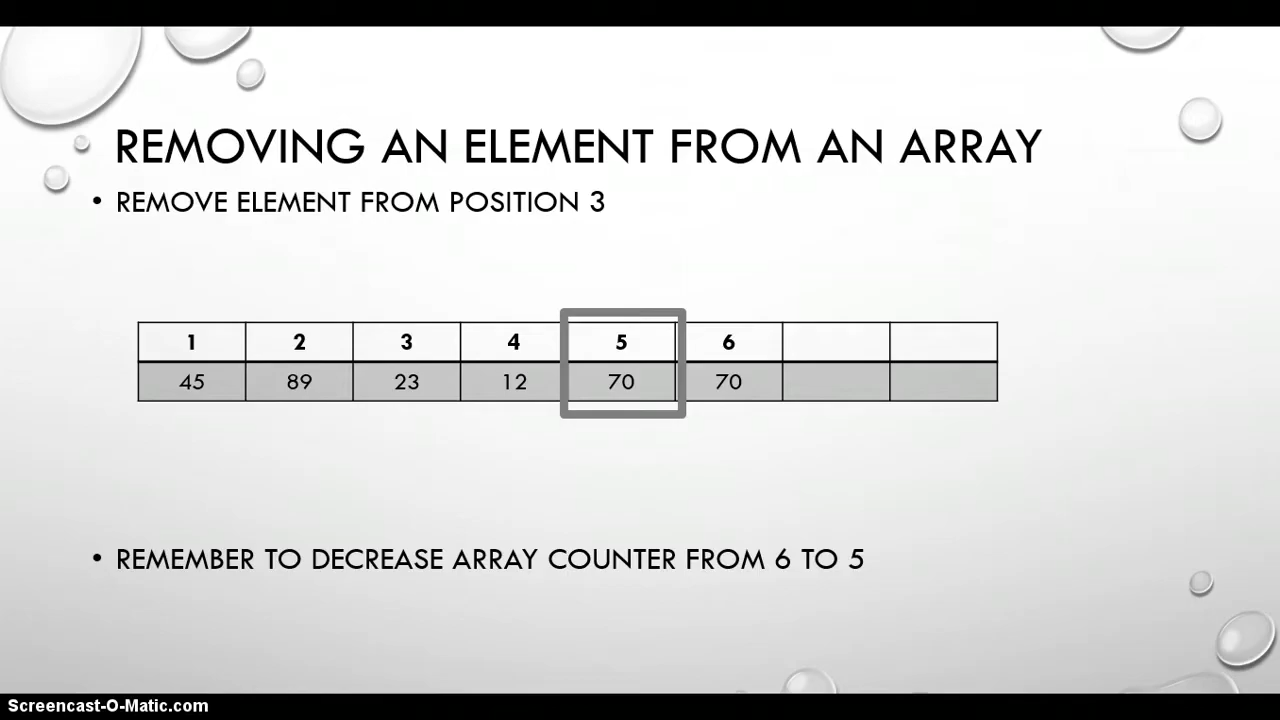 REMOVING AN ELEMENT FROM AN ARRAY
• REMOVE ELEMENT FROM POSITION 3
1 2 3 4 5 6
45 89 23 12 70 70
• REMEMBER TO DECREASE ARRAY COUNTER FROM 6 TO 5
Screencast-O-Matic.com